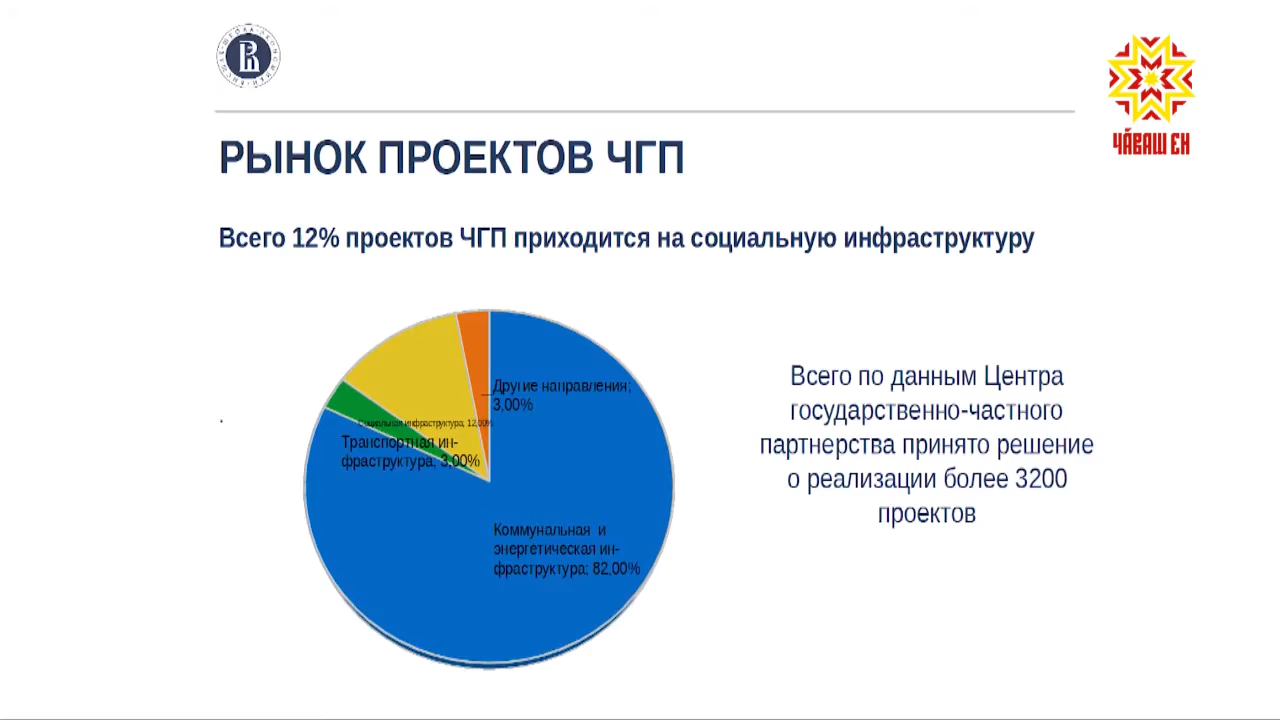 ЧӐВАШ ЕН
РЫНОК ПРОЕКТОВ ЧГП
Всего 12% проектов ЧГП приходится на социальную инфраструктуру
Другие направления;
3,00%
Социальная инфраструктура; 12,00%
Транспортная ин-
фраструктура; 3,00%
Коммунальная и
энергетическая ин-
фраструктура; 82,00%
.
Всего по данным Центра
государственно-частного
партнерства принято решение
о реализации более 3200
проектов